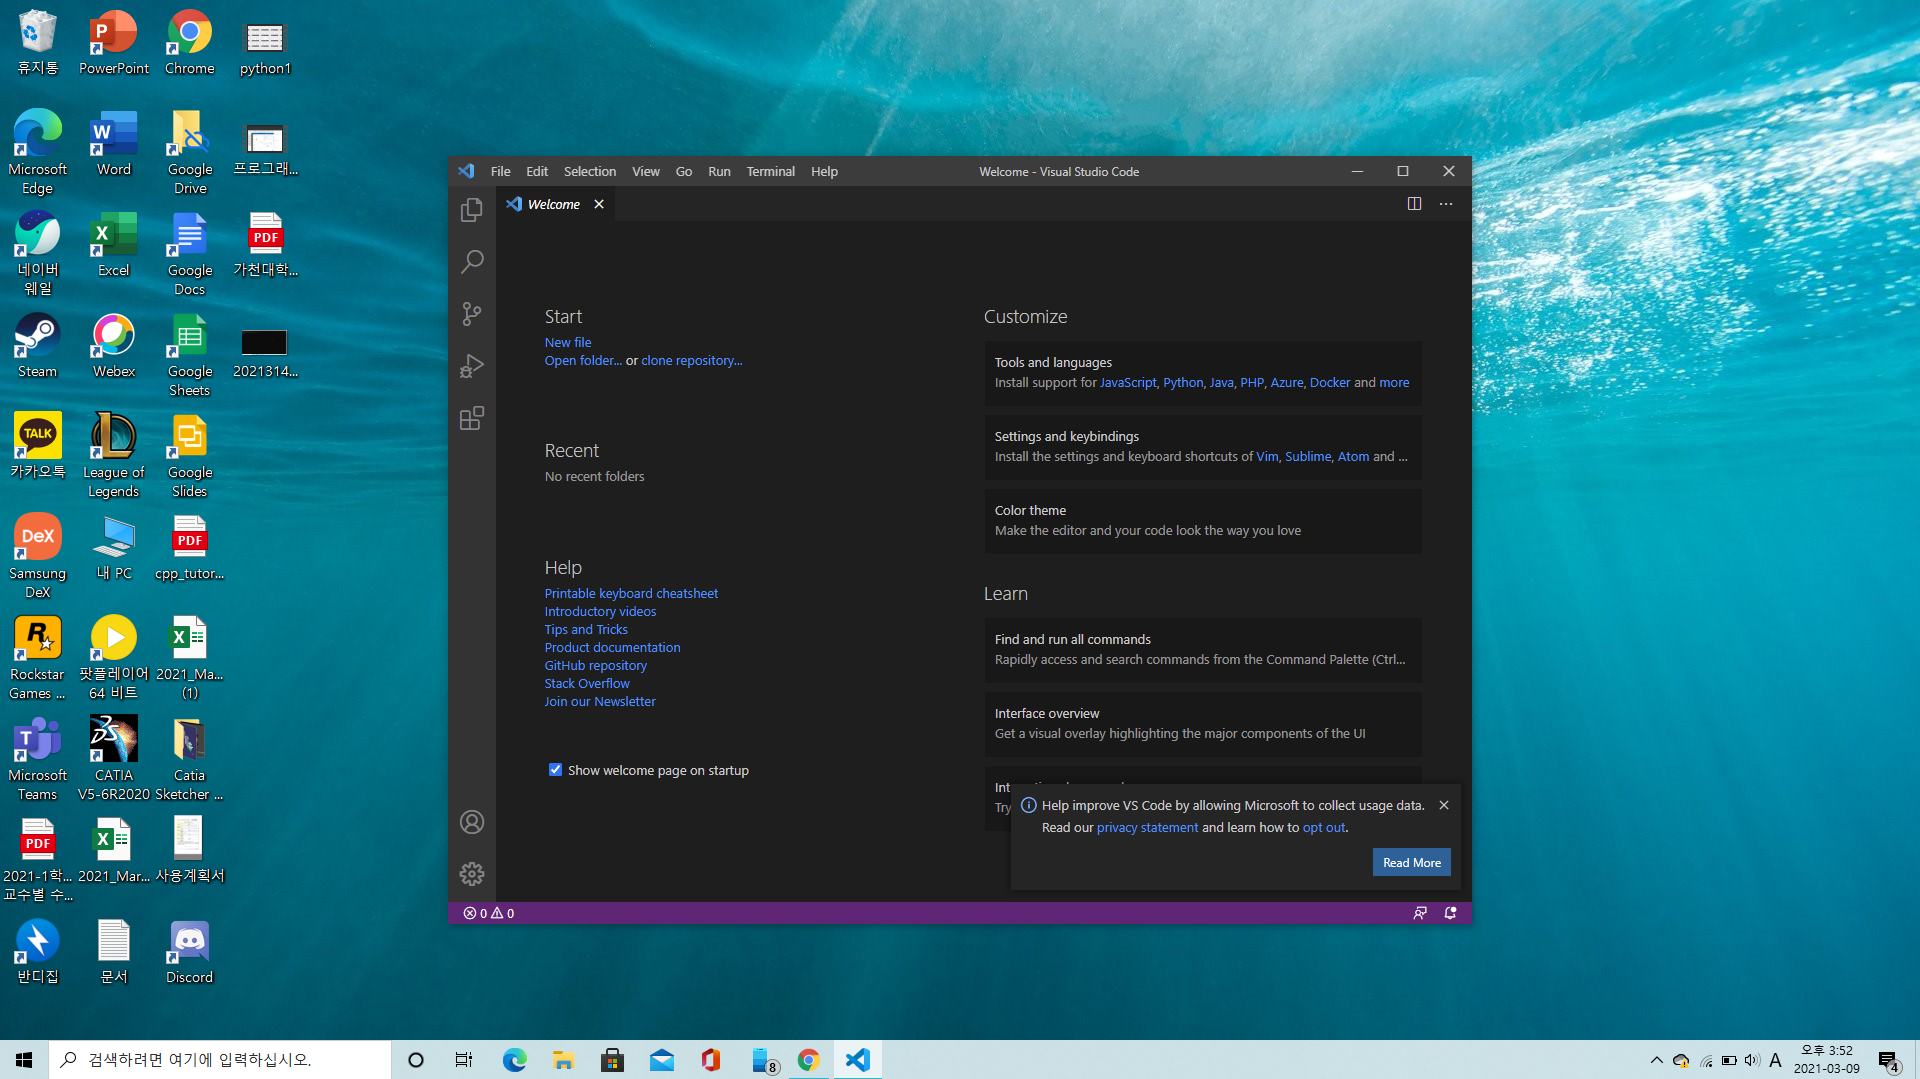 휴지통
PowerPoint
Chrome
python1
Microsoft
Edge
Word
Google
Drive
프로그래...
네이버
웨일
Excel
Google
Docs
PDF
가천대학...
Steam
Webex
Google
Sheets
2021314...
TALK
카카오톡
League of
Legends
Google
Slides
DeX
Samsung
DeX
내 PC
PDF
cpp_tutor...
Rockstar
Games ...
팟플레이어
64 비트
2021_Ma...
(1)
Microsoft
Teams
CATIA
V5-6R2020
Catia
Sketcher ...
PDF
2021-1학...
교수별 수...
2021_Mar...
사용계획서
반디집
문서
Discord
File Edit Selection View Go Run Terminal Help
Welcome - Visual Studio Code
Welcome
Start
New file
Open folder... or clone repository...
Recent
No recent folders
Help
Printable keyboard cheatsheet
Introductory videos
Tips and Tricks
Product documentation
GitHub repository
Stack Overflow
Join our Newsletter
Show welcome page on startup
Customize
Tools and languages
Install support for JavaScript, Python, Java, PHP, Azure, Docker and more
Settings and keybindings
Install the settings and keyboard shortcuts of Vim, Sublime, Atom and ...
Color theme
Make the editor and your code look the way you love
Learn
Find and run all commands
Rapidly access and search commands from the Command Palette (Ctrl...
Interface overview
Get a visual overlay highlighting the major components of the UI
Int
Try
Help improve VS Code by allowing Microsoft to collect usage data.
Read our privacy statement and learn how to opt out.
Read More
0 0
검색하려면 여기에 입력하십시오.
8
A
오후 3:52
2021-03-09
4